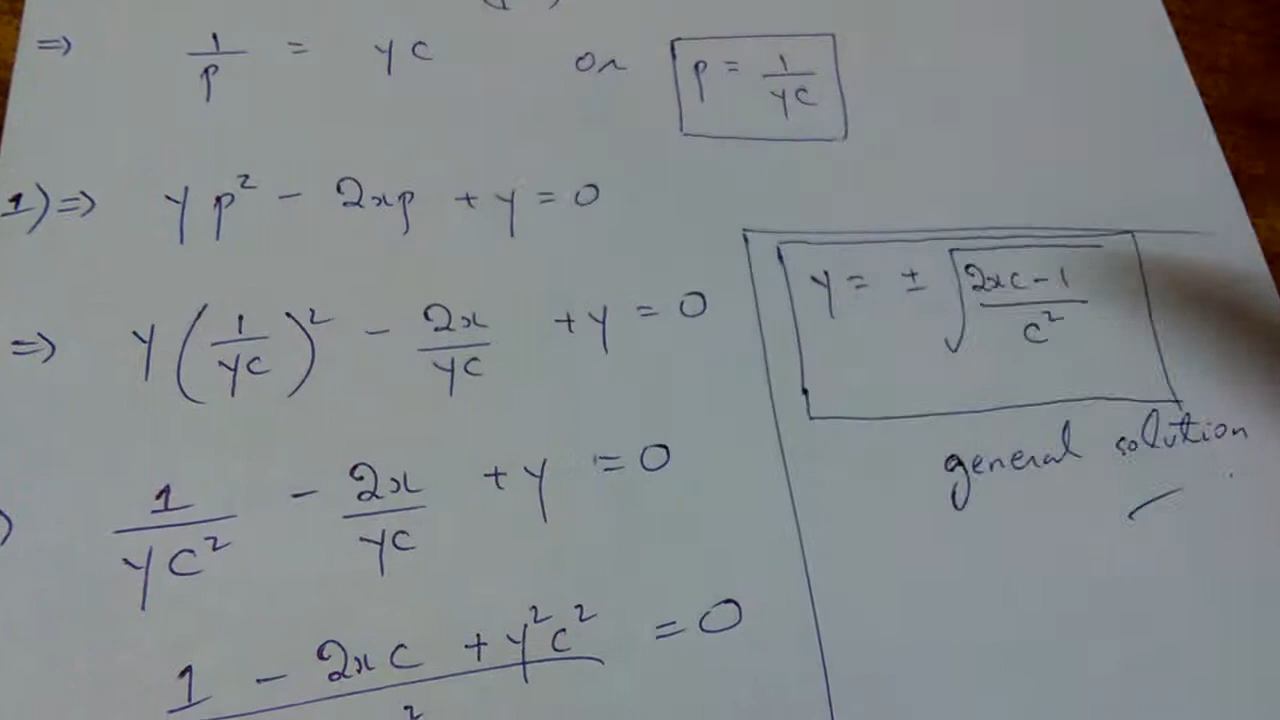 ⇒ 1/p = yc or p = 1/yc
1) ⇒ yp² - 2xp + y = 0
⇒ y(1/yc)² - 2x/yc + y = 0
1/yc² - 2x/yc + y = 0
1 - 2xc + y²c² = 0
y = ± √((2xc - 1)/c²)
general solution